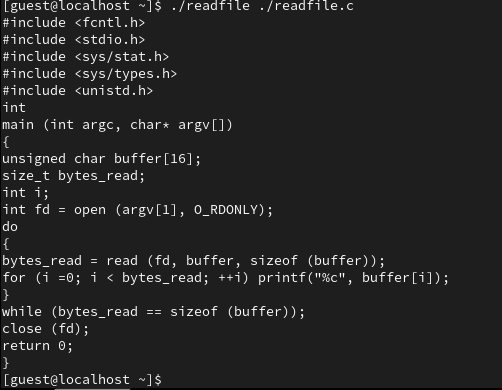 [guest@localhost ~]$ ./readfile ./readfile.c
#include <fcntl.h>
#include <stdio.h>
#include <sys/stat.h>
#include <sys/types.h>
#include <unistd.h>
int
main (int argc, char* argv[])
{
unsigned char buffer[16];
size_t bytes_read;
int i;
int fd = open (argv[1], O_RDONLY);
do
{
bytes_read = read (fd, buffer, sizeof (buffer));
for (i =0; i < bytes_read; ++i) printf("%c", buffer[i]);
}
while (bytes_read == sizeof (buffer));
close (fd);
return 0;
}
[guest@localhost ~]$